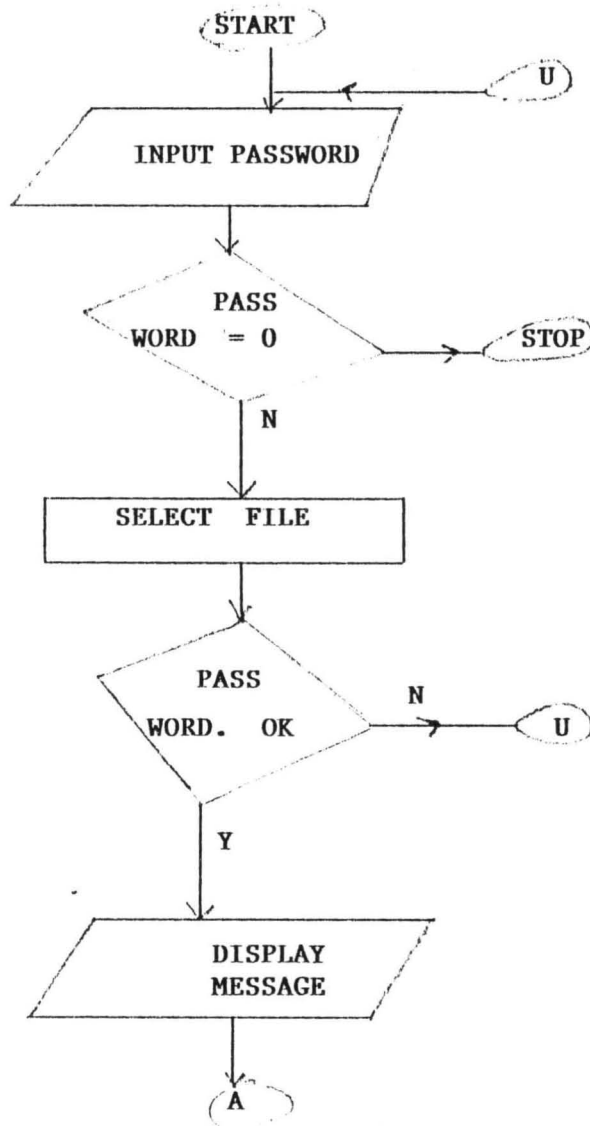 START
U
INPUT PASSWORD
PASS
WORD = 0
STOP
N
SELECT FILE
PASS
WORD. OK
N
U
Y
DISPLAY
MESSAGE
A